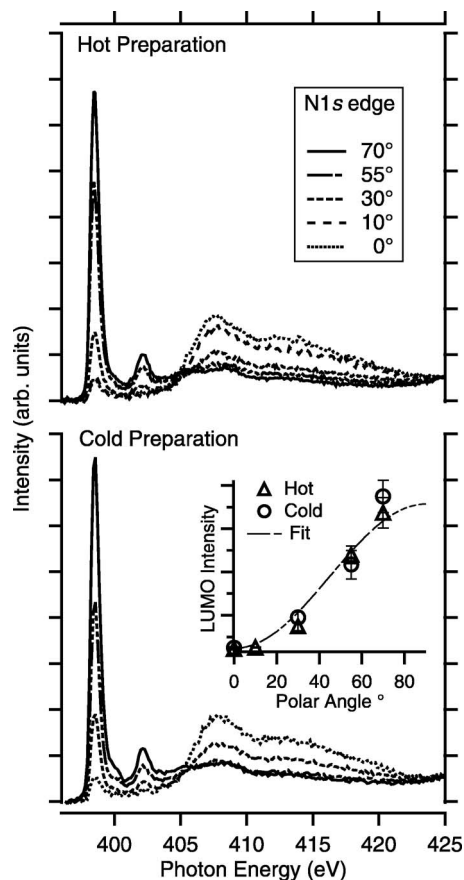 Hot Preparation
N1s edge
70°
55°
30°
10°
0°
Intensity (arb. units)
Cold Preparation
Hot
Cold
Fit
LUMO Intensity
0 20 40 60 80
Polar Angle °
400 405 410 415 420 425
Photon Energy (eV)